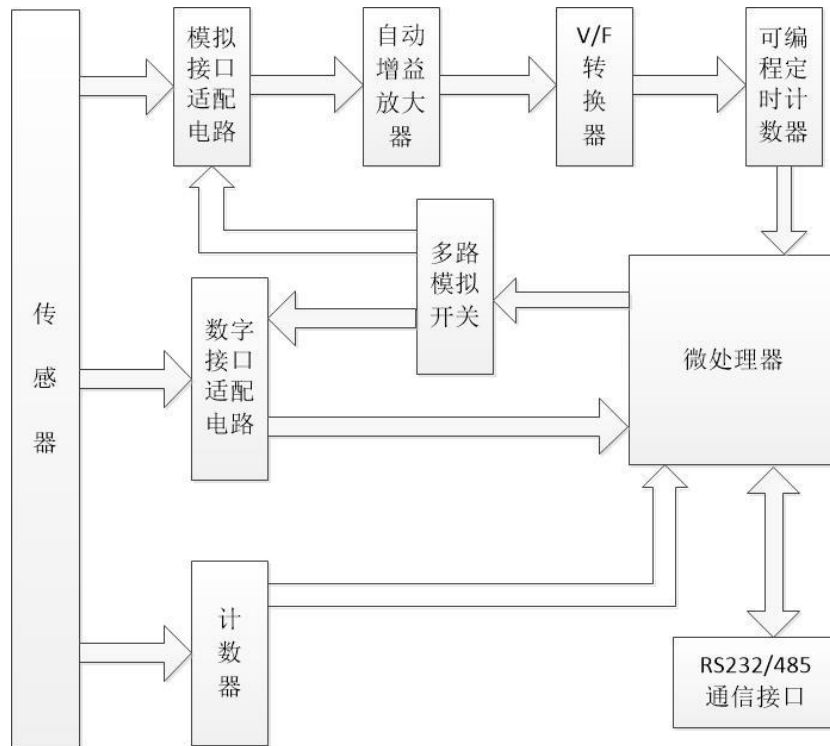 模拟
接口
适配
电路
自动
增益
放大
器
V/F
转换
器
可编
程定
时计
数器
多路
模拟
开关
传
感
器
数字
接口
适配
电路
微处理器
计
数
器
RS232/485
通信接口